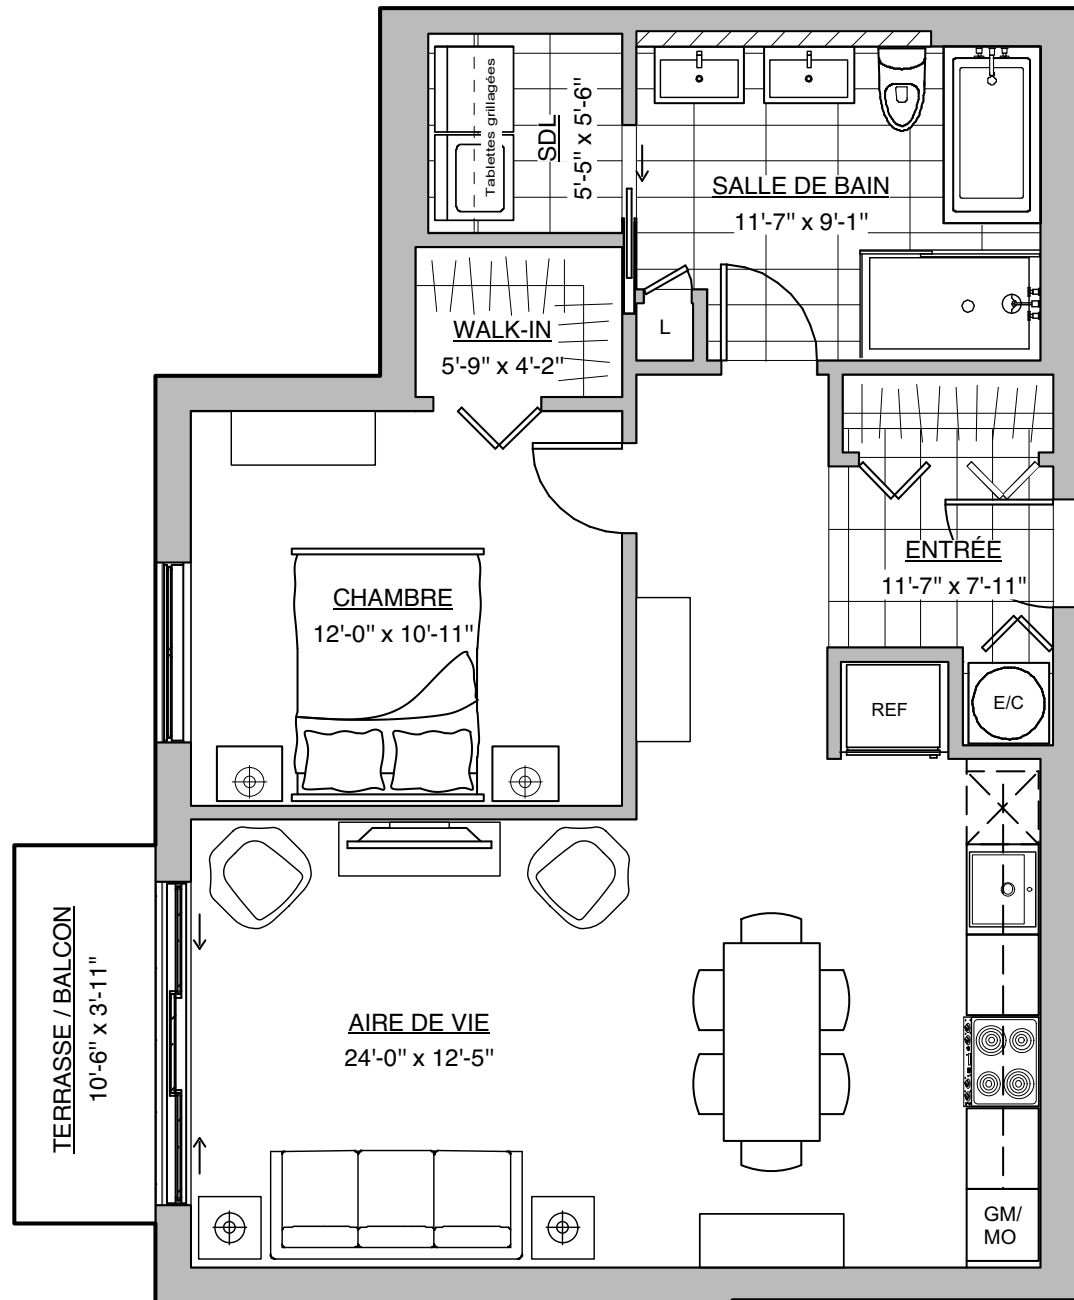 Tablettes grillagées
SDL
5'-5" x 5'-6"
SALLE DE BAIN
11'-7" x 9'-1"
L
WALK-IN
5'-9" x 4'-2"
ENTRÉE
11'-7" x 7'-11"
CHAMBRE
12'-0" x 10'-11"
REF
E/C
TERRASSE / BALCON
10'-6" x 3'-11"
AIRE DE VIE
24'-0" x 12'-5"
GM/
MO